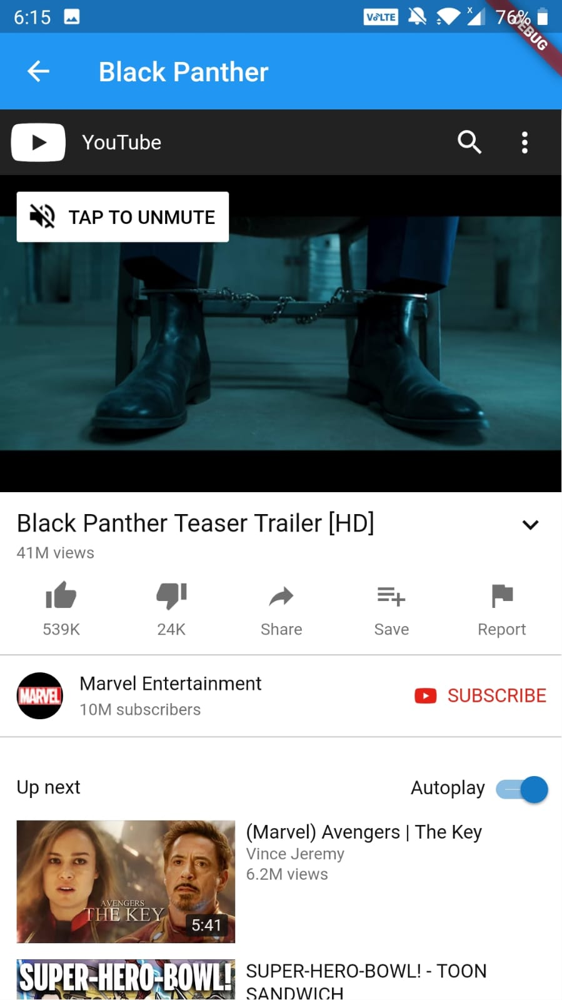 6:15
VoLTE
x
76%
DEBUG
Black Panther
YouTube
TAP TO UNMUTE
Black Panther Teaser Trailer [HD]
41M views
539K
24K
Share
Save
Report
MARVEL
Marvel Entertainment
10M subscribers
SUBSCRIBE
Up next
Autoplay
AVENGERS
THE KEY
5:41
(Marvel) Avengers | The Key
Vince Jeremy
6.2M views
SUPER-HERO-BOWL!
SUPER-HERO-BOWL! - TOON
SANDWICH